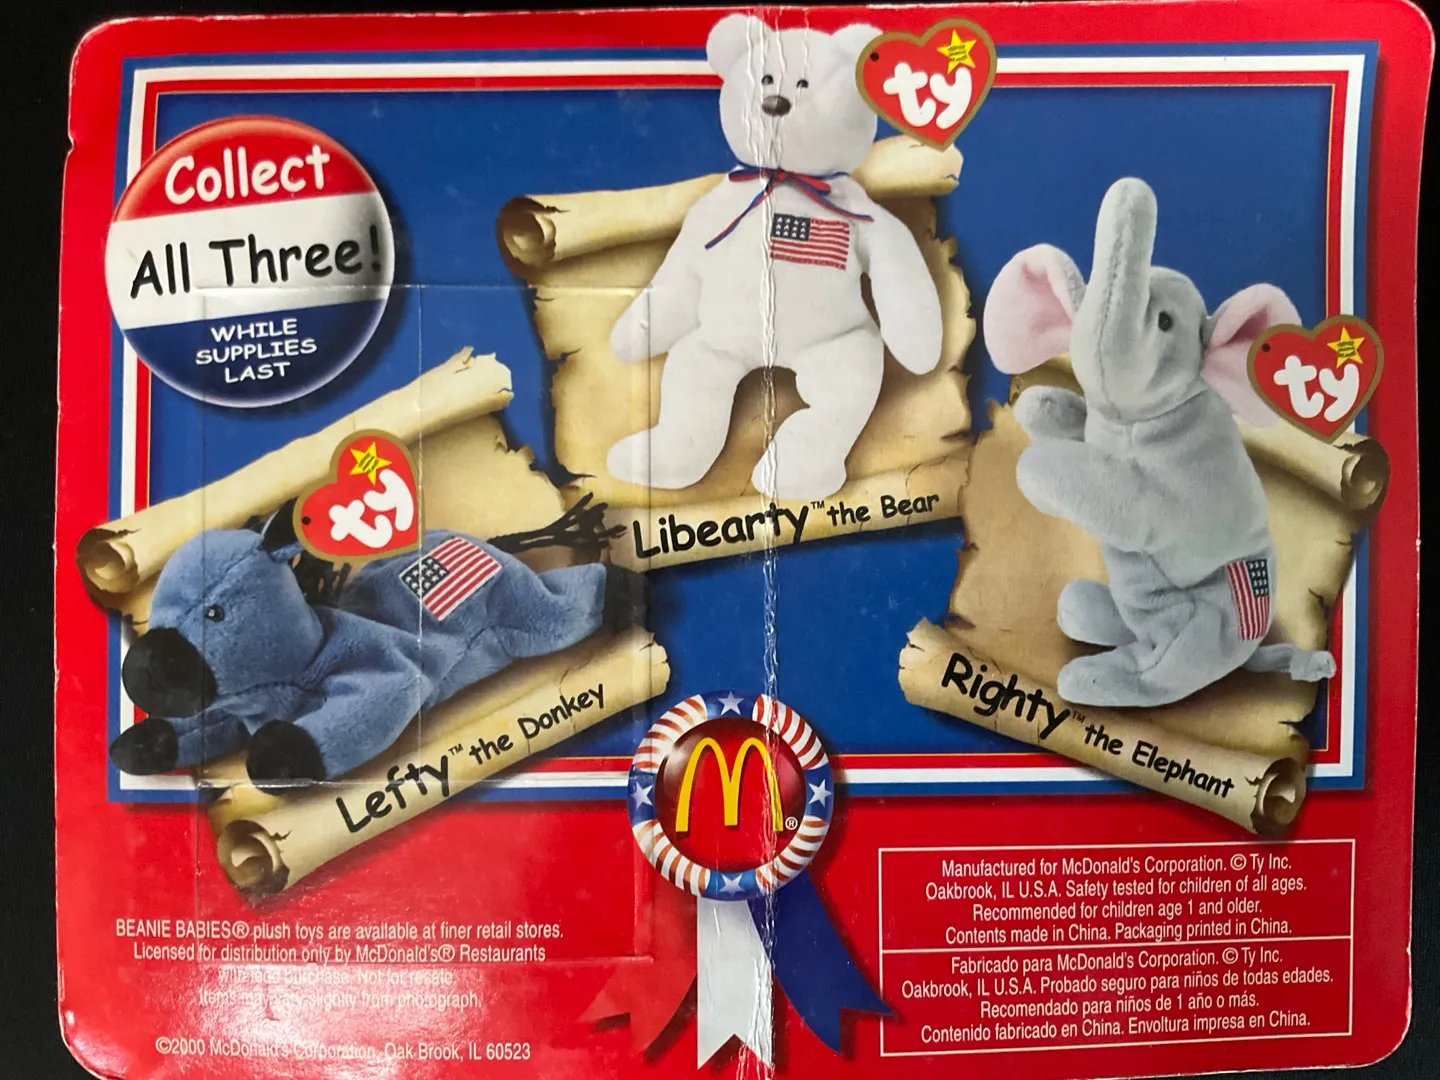 Collect
All Three!
WHILE
SUPPLIES
LAST
ty
ty
ty
Libearty™ the Bear
Lefty™ the Donkey
Righty™ the Elephant
M®
BEANIE BABIES® plush toys are available at finer retail stores.
Licensed for distribution only by McDonald's® Restaurants
with food purchase. Not for resale.
Items may vary slightly from photograph.
©2000 McDonald's Corporation, Oak Brook, IL 60523
Manufactured for McDonald's Corporation. © Ty Inc.
Oakbrook, IL U.S.A. Safety tested for children of all ages.
Recommended for children age 1 and older.
Contents made in China. Packaging printed in China.
Fabricado para McDonald's Corporation. © Ty Inc.
Oakbrook, IL U.S.A. Probado seguro para niños de todas edades.
Recomendado para niños de 1 año o más.
Contenido fabricado en China. Envoltura impresa en China.